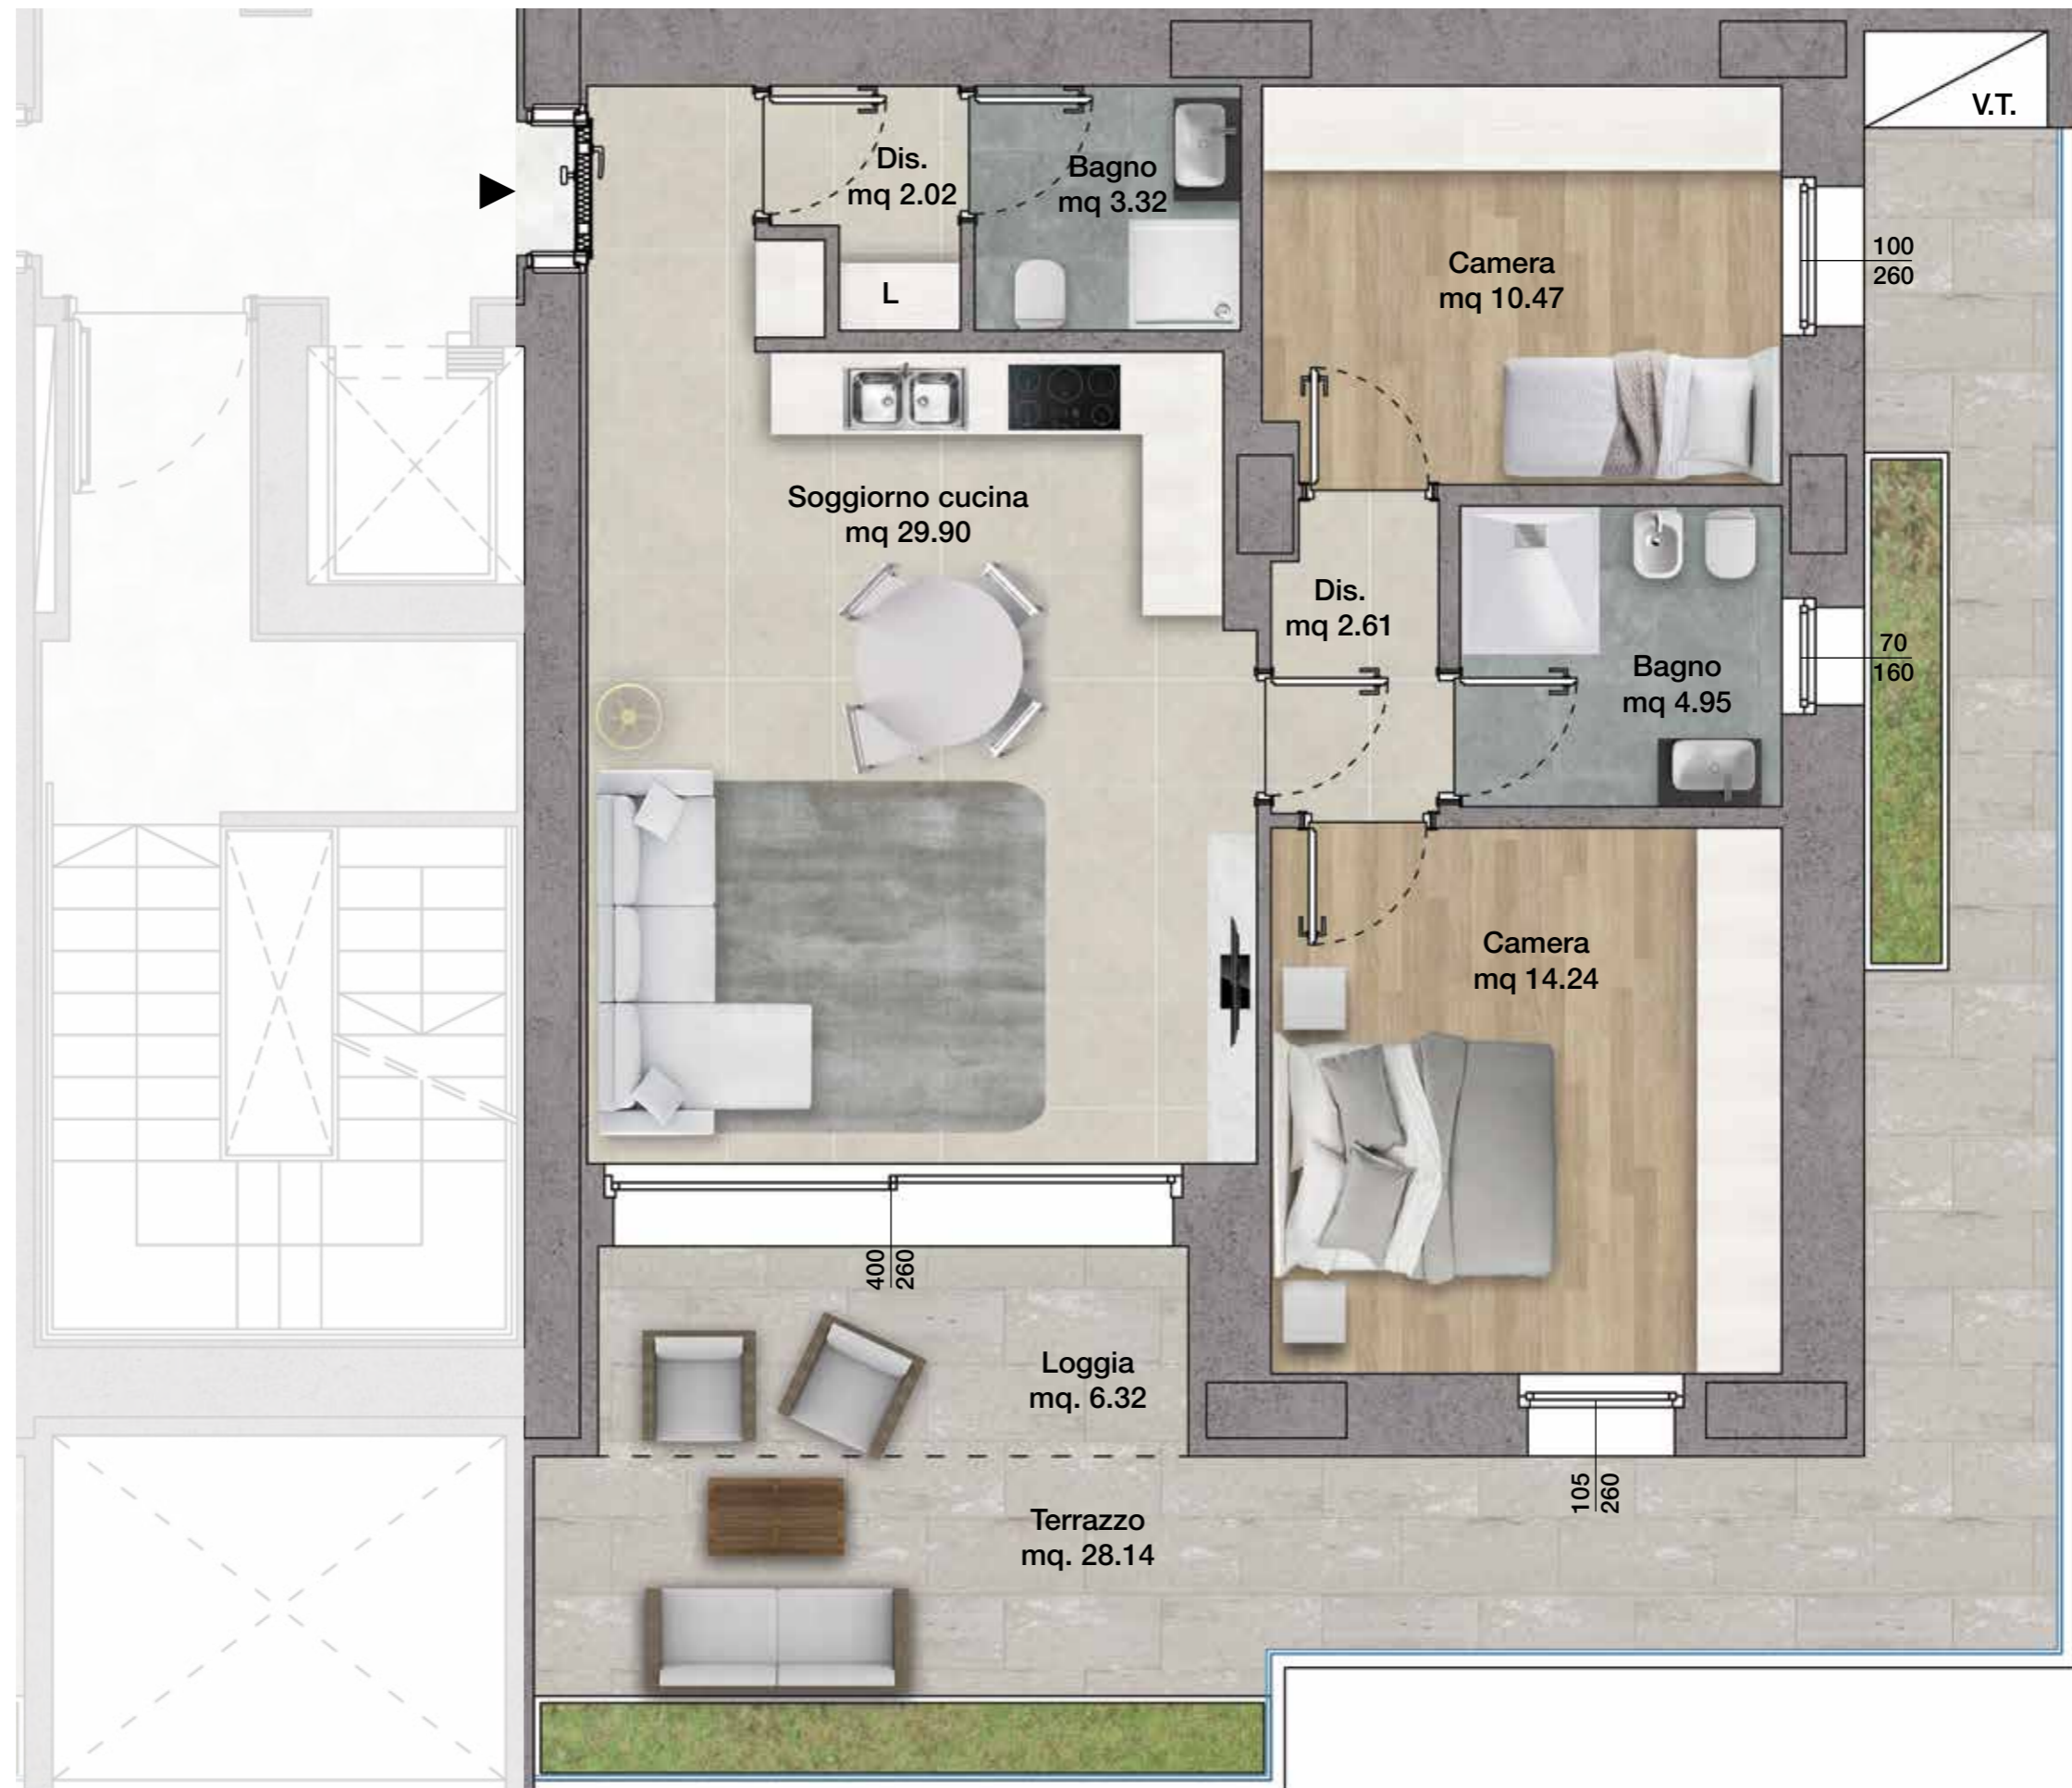 V.T.
Dis.
mq 2.02
Bagno
mq 3.32
L
Camera
mq 10.47
100
260
Soggiorno cucina
mq 29.90
Dis.
mq 2.61
Bagno
mq 4.95
70
160
Camera
mq 14.24
400
260
Loggia
mq. 6.32
105
260
Terrazzo
mq. 28.14